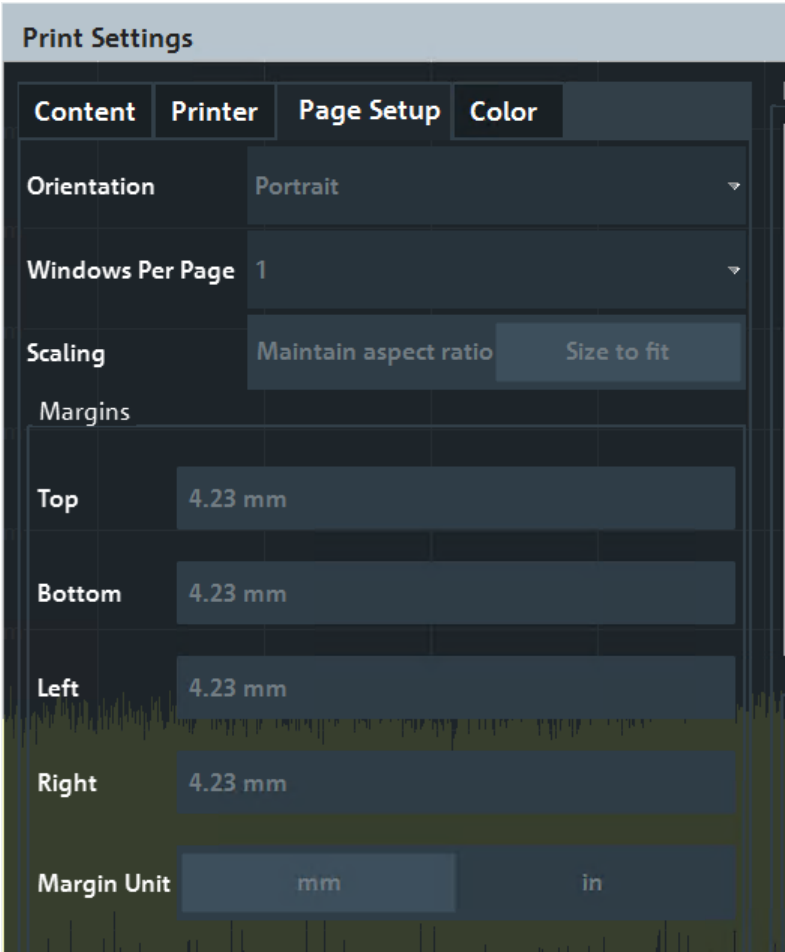 Print Settings
Content Printer Page Setup Color
Orientation Portrait
Windows Per Page 1
Scaling Maintain aspect ratio Size to fit
Margins
Top 4.23 mm
Bottom 4.23 mm
Left 4.23 mm
Right 4.23 mm
Margin Unit mm in